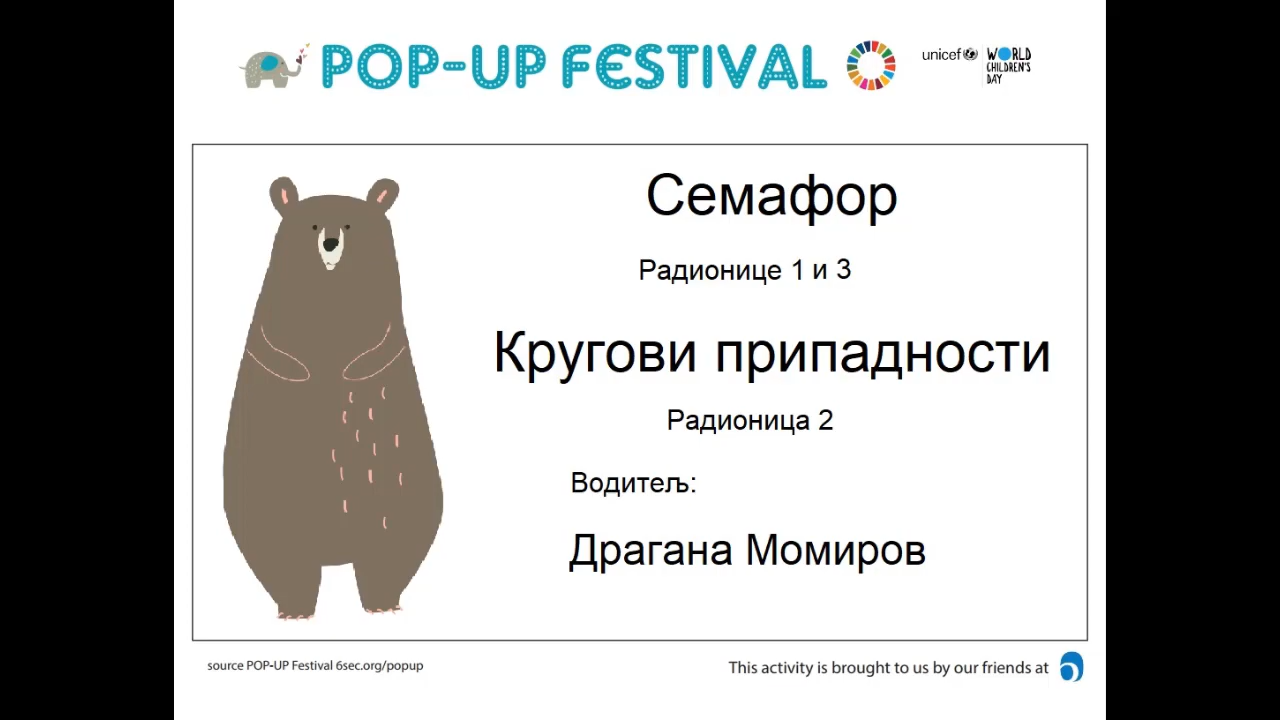 POP-UP FESTIVAL
unicef
WORLD
CHILDREN'S
DAY
Семафор
Радионице 1 и 3
Кругови припадности
Радионица 2
Водитељ:
Драгана Момиров
source POP-UP Festival 6sec.org/popup
This activity is brought to us by our friends at